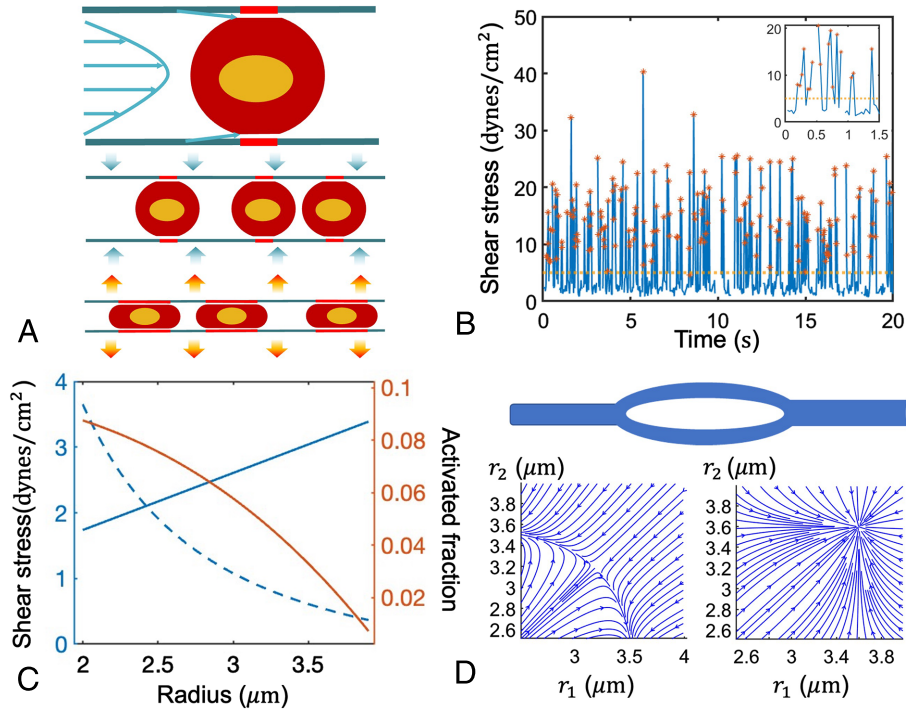 A
Shear stress (dynes/cm²)
50
40
30
20
10
0
0 5 10 15 20
Time (s)
20
10
0
0 0.5 1 1.5
B
Shear stress(dynes/cm²)
4
3
2
1
0
2 2.5 3 3.5
Radius (μm)
0.1
0.08
0.06
0.04
0.02
Activated fraction
C
r₂ (μm)
3.8
3.6
3.4
3.2
3
2.8
2.6
3 3.5 4
r₁ (μm)
r₂ (μm)
3.8
3.6
3.4
3.2
3
2.8
2.6
2.6 3 3.4 3.8
r₁ (μm)
D